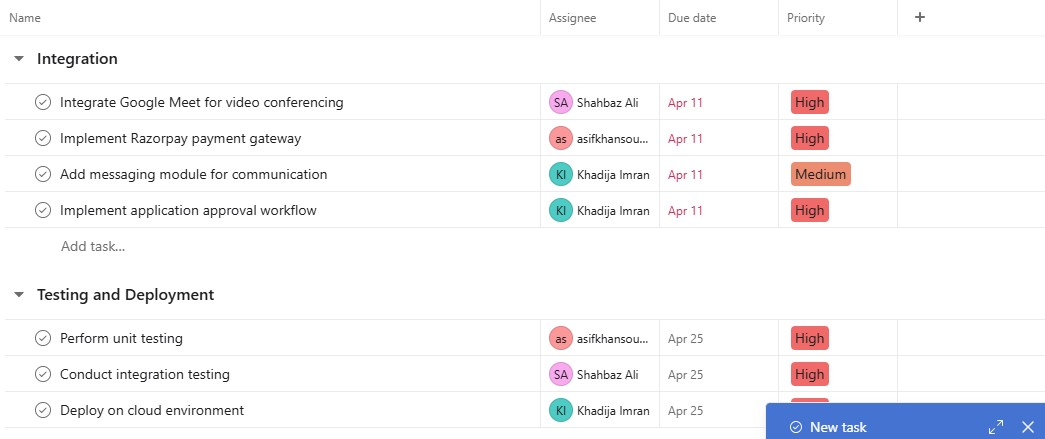 Name Assignee Due date Priority +
Integration
Integrate Google Meet for video conferencing SA Shahbaz Ali Apr 11 High
Implement Razorpay payment gateway as asifkhansou... Apr 11 High
Add messaging module for communication KI Khadija Imran Apr 11 Medium
Implement application approval workflow KI Khadija Imran Apr 11 High
Add task...
Testing and Deployment
Perform unit testing as asifkhansou... Apr 25 High
Conduct integration testing SA Shahbaz Ali Apr 25 High
Deploy on cloud environment KI Khadija Imran Apr 25
New task